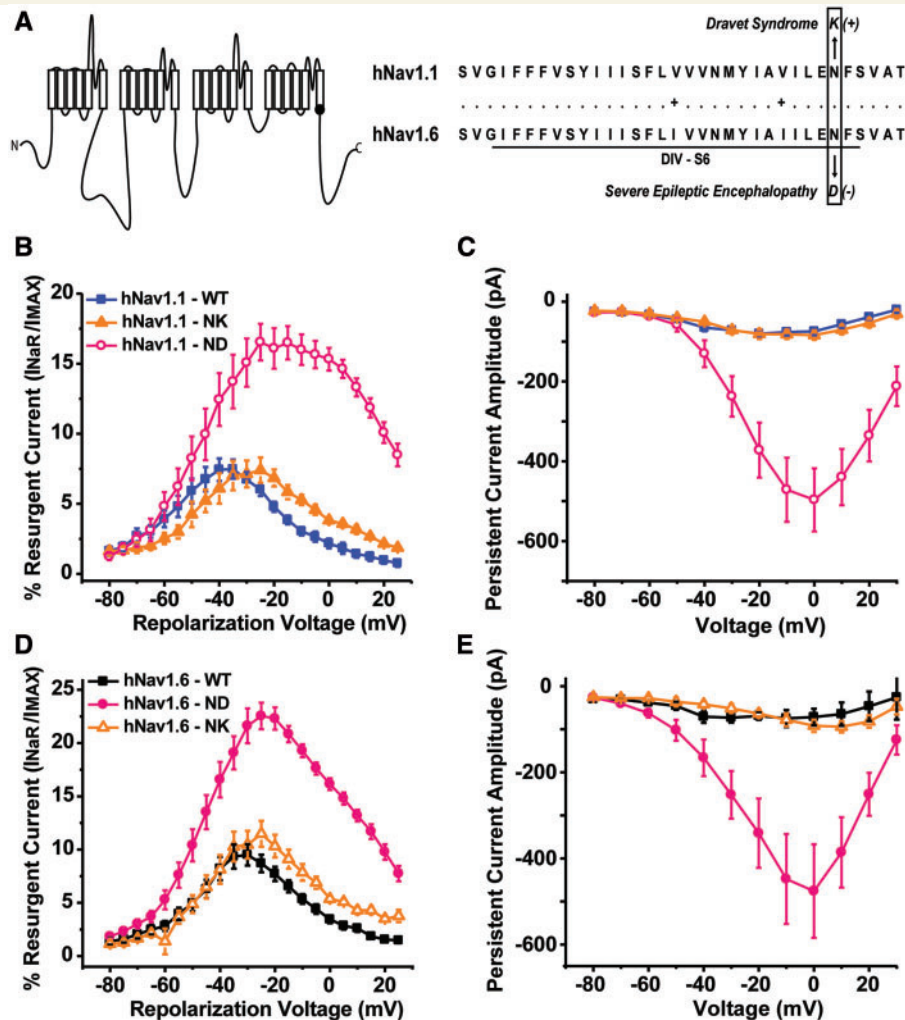 A
Dravet Syndrome K (+)
hNav1.1 SVGIFFFVSYIIISFLVVVNMYIAVILENFSVAT
................+.......+..........
hNav1.6 SVGIFFFVSYIIISFLIVVNMYIAIILENFSVAT
DIV - S6
Severe Epileptic Encephalopathy D (-)
N
C
B
% Resurgent Current (INaR/IMAX)
20
15
10
5
0
hNav1.1 - WT
hNav1.1 - NK
hNav1.1 - ND
-80 -60 -40 -20 0 20
Repolarization Voltage (mV)
C
Persistent Current Amplitude (pA)
0
-200
-400
-600
-80 -60 -40 -20 0 20
Voltage (mV)
D
% Resurgent Current (INaR/IMAX)
25
20
15
10
5
0
hNav1.6 - WT
hNav1.6 - ND
hNav1.6 - NK
-80 -60 -40 -20 0 20
Repolarization Voltage (mV)
E
Persistent Current Amplitude (pA)
0
-200
-400
-600
-80 -60 -40 -20 0 20
Voltage (mV)